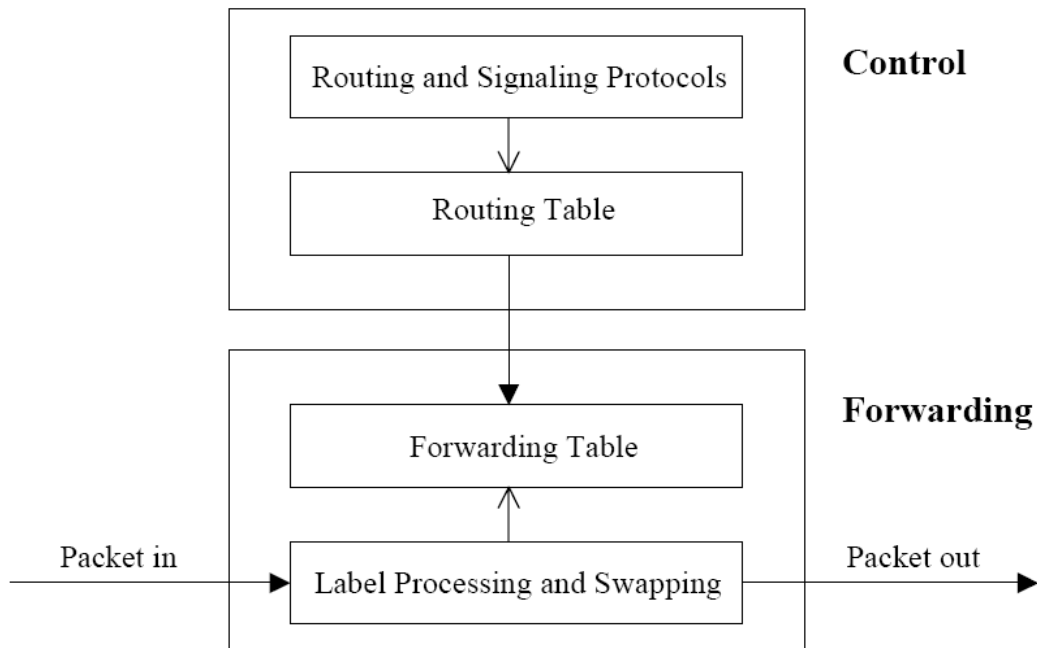 Control
Routing and Signaling Protocols
Routing Table
Forwarding
Forwarding Table
Packet in
Label Processing and Swapping
Packet out